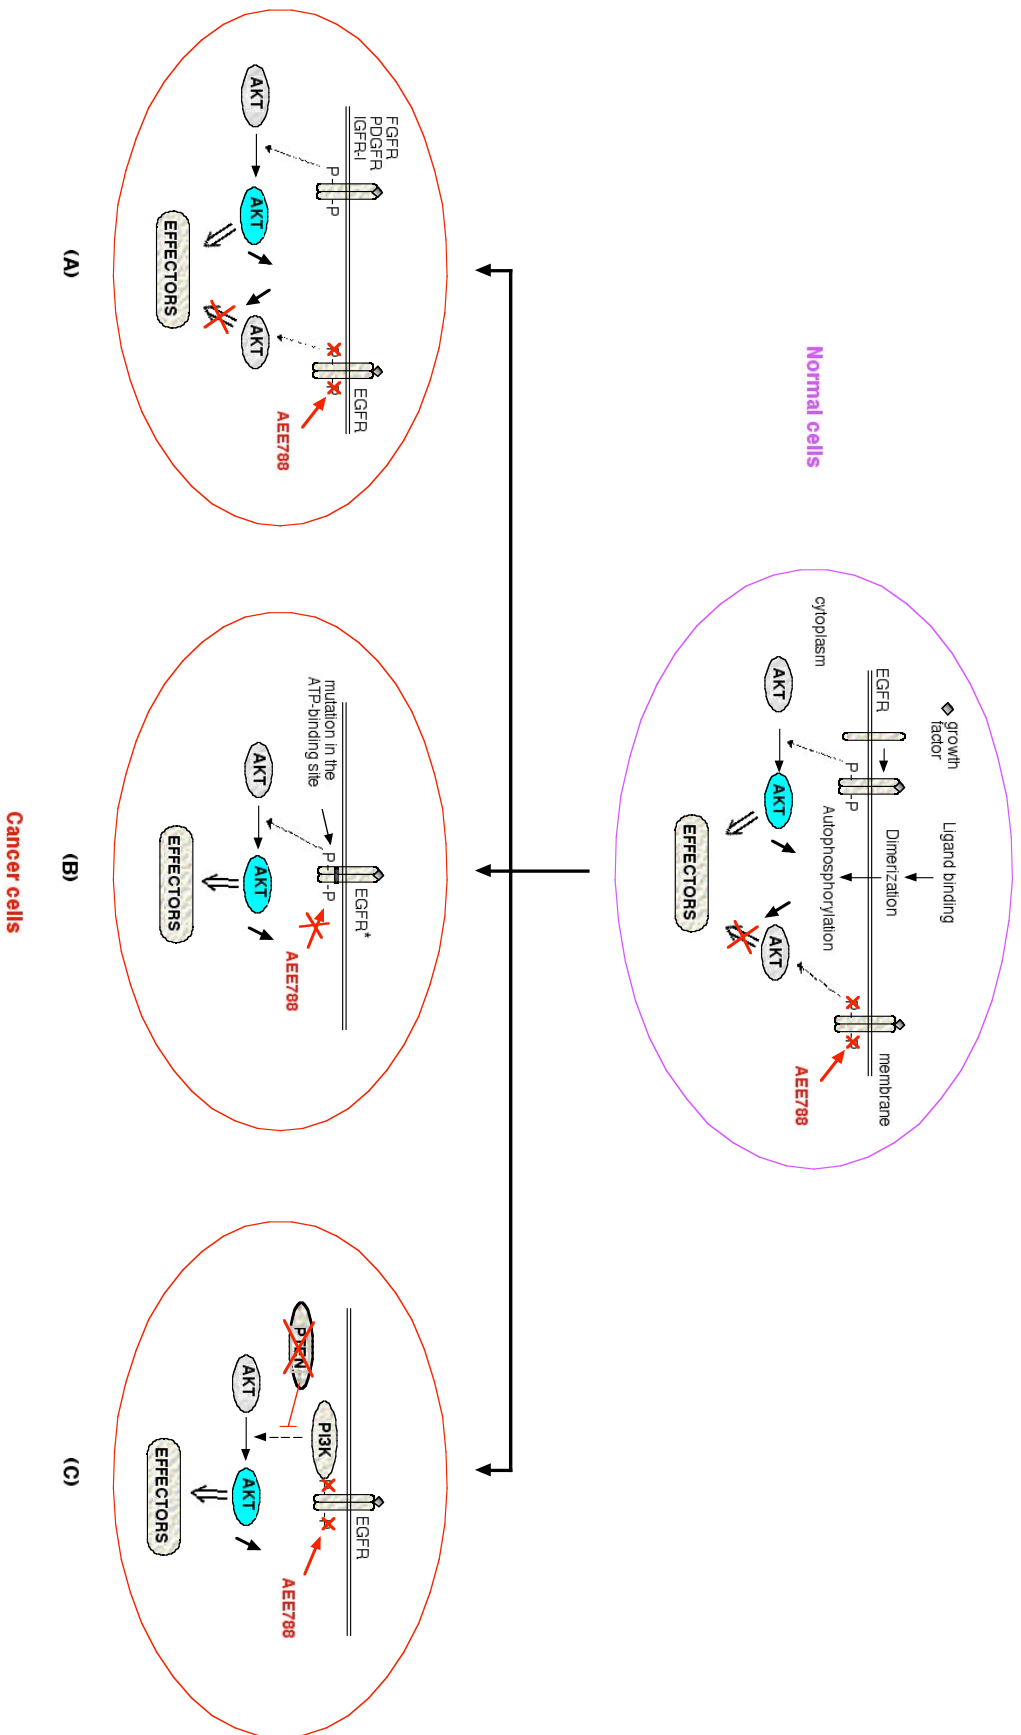 Normal cells
growth
factor
Ligand binding
EGFR
Dimerization
membrane
P
P
Autophosphorylation
cytoplasm
AKT
AKT
AKT
AEE788
EFFECTORS
FGFR
PDGFR
IGFR-I
EGFR
P
P
AKT
AKT
AKT
AEE788
EFFECTORS
(A)
mutation in the
ATP-binding site
EGFR*
P
P
AKT
AKT
AEE788
EFFECTORS
(B)
EGFR
PTEN
PI3K
AKT
AKT
AEE788
EFFECTORS
(C)
Cancer cells